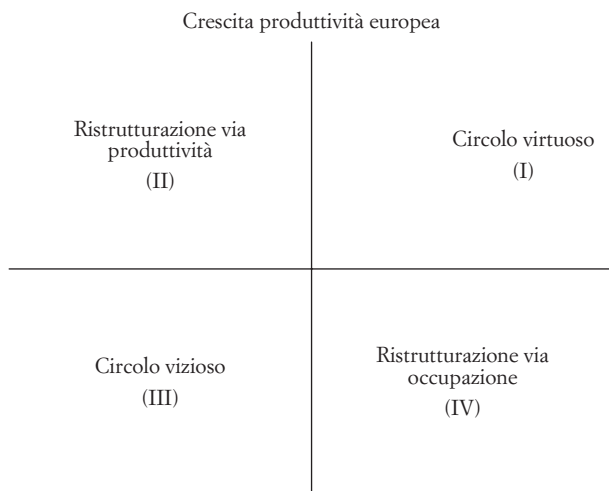 Crescita produttività europea
Ristrutturazione via
produttività
(II)
Circolo virtuoso
(I)
Circolo vizioso
(III)
Ristrutturazione via
occupazione
(IV)